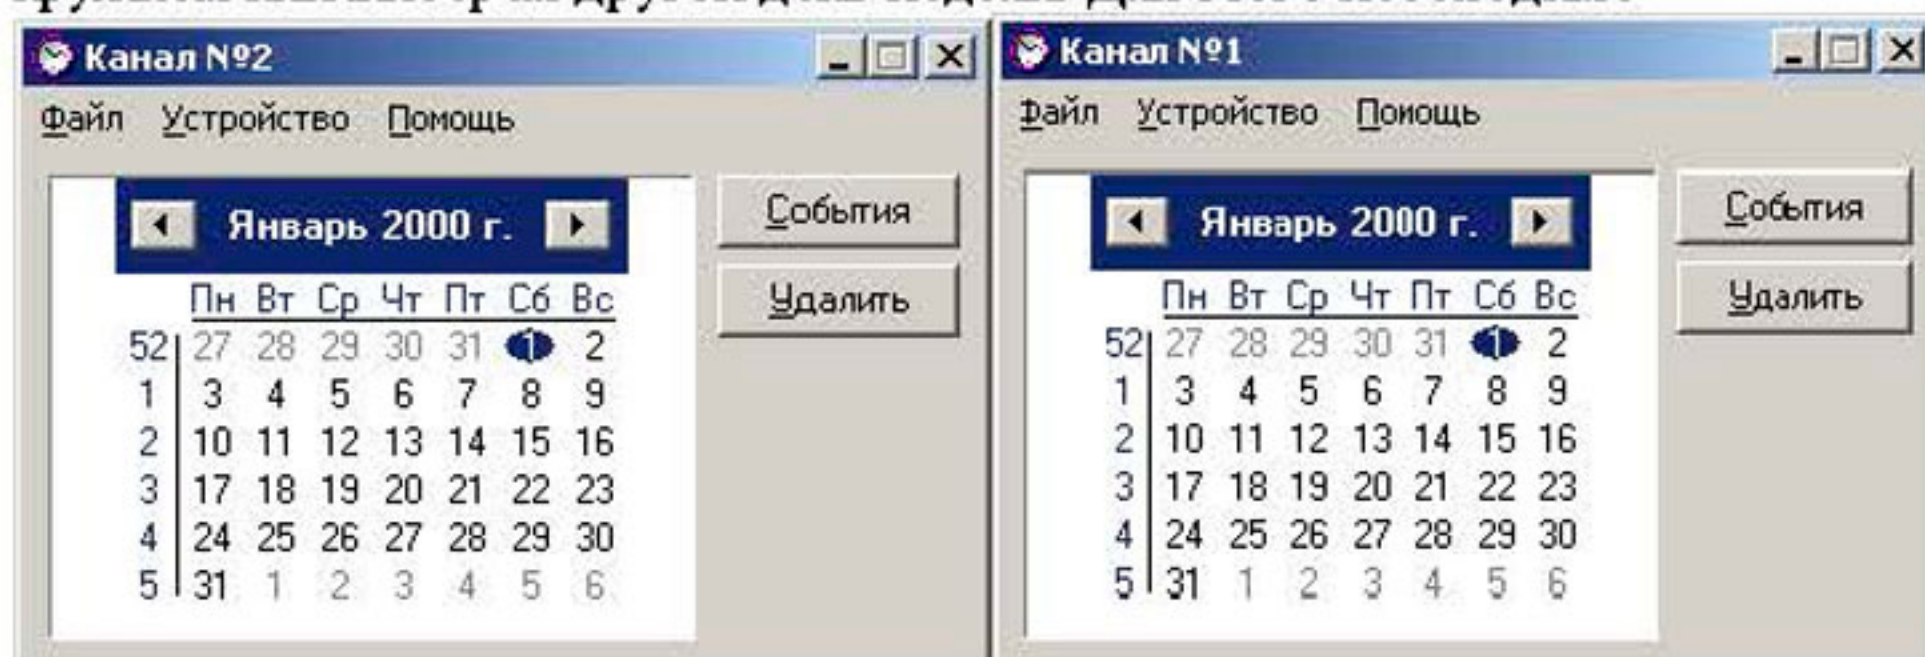 Канал №2
Файл Устройство Помощь
Январь 2000 г.
События
Удалить
Пн Вт Ср Чт Пт Сб Вс
52 27 28 29 30 31 1 2
1 3 4 5 6 7 8 9
2 10 11 12 13 14 15 16
3 17 18 19 20 21 22 23
4 24 25 26 27 28 29 30
5 31 1 2 3 4 5 6
Канал №1
Файл Устройство Помощь
Январь 2000 г.
События
Удалить
Пн Вт Ср Чт Пт Сб Вс
52 27 28 29 30 31 1 2
1 3 4 5 6 7 8 9
2 10 11 12 13 14 15 16
3 17 18 19 20 21 22 23
4 24 25 26 27 28 29 30
5 31 1 2 3 4 5 6